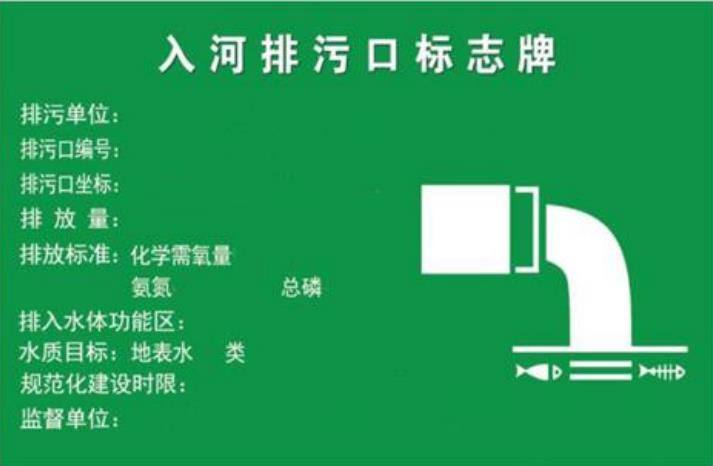 入河排污口标志牌
排污单位：
排污口编号：
排污口坐标：
排 放 量：
排放标准：化学需氧量
氨氮 总磷
排入水体功能区：
水质目标：地表水 类
规范化建设时限：
监督单位：